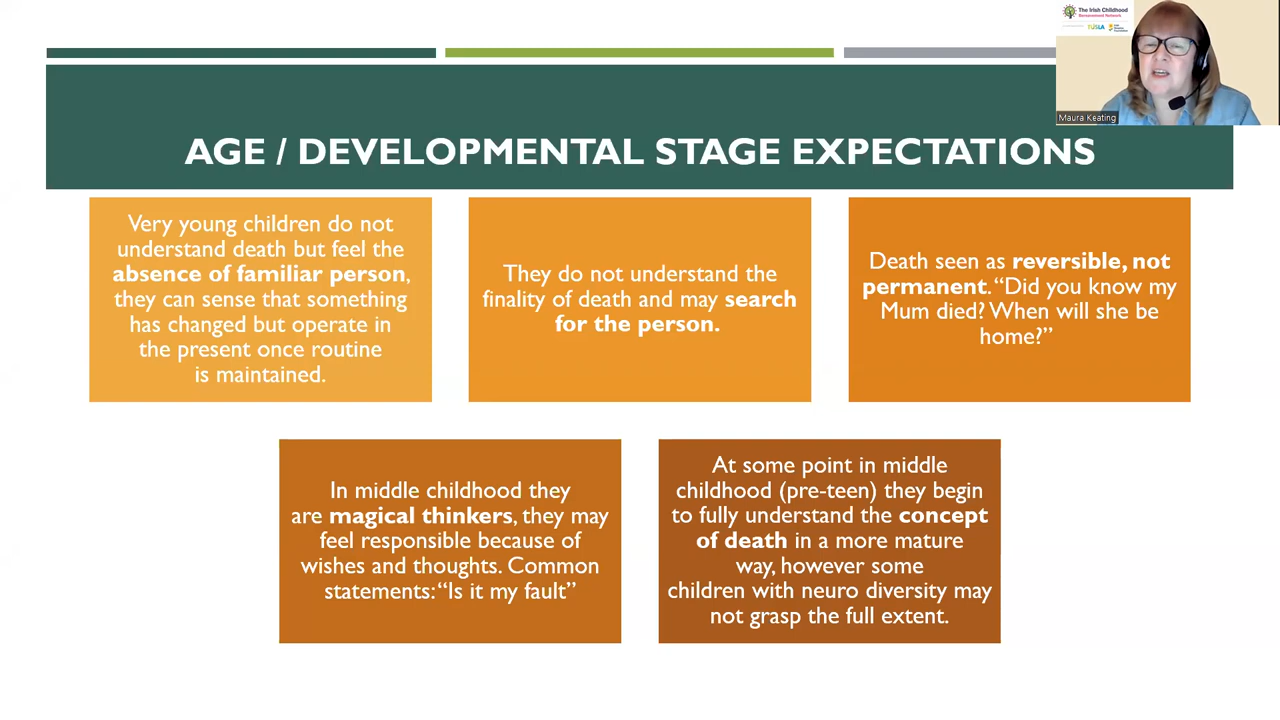 The Irish Childhood
Bereavement Network
TUSLA
Maura Keating
AGE / DEVELOPMENTAL STAGE EXPECTATIONS
Very young children do not
understand death but feel the
absence of familiar person,
they can sense that something
has changed but operate in
the present once routine
is maintained.
They do not understand the
finality of death and may search
for the person.
Death seen as reversible, not
permanent. “Did you know my
Mum died? When will she be
home?”
In middle childhood they
are magical thinkers, they may
feel responsible because of
wishes and thoughts. Common
statements: “Is it my fault”
At some point in middle
childhood (pre-teen) they begin
to fully understand the concept
of death in a more mature
way, however some
children with neuro diversity may
not grasp the full extent.